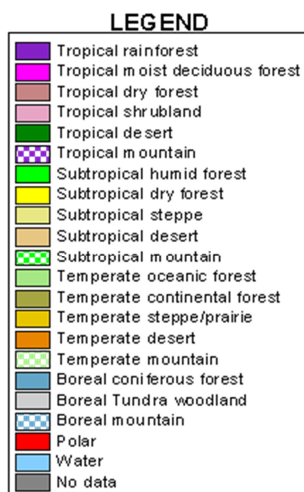 LEGEND
Tropical rainforest
Tropical moist deciduous forest
Tropical dry forest
Tropical shrubland
Tropical desert
Tropical mountain
Subtropical humid forest
Subtropical dry forest
Subtropical steppe
Subtropical desert
Subtropical mountain
Temperate oceanic forest
Temperate continental forest
Temperate steppe/prairie
Temperate desert
Temperate mountain
Boreal coniferous forest
Boreal Tundra woodland
Boreal mountain
Polar
Water
No data